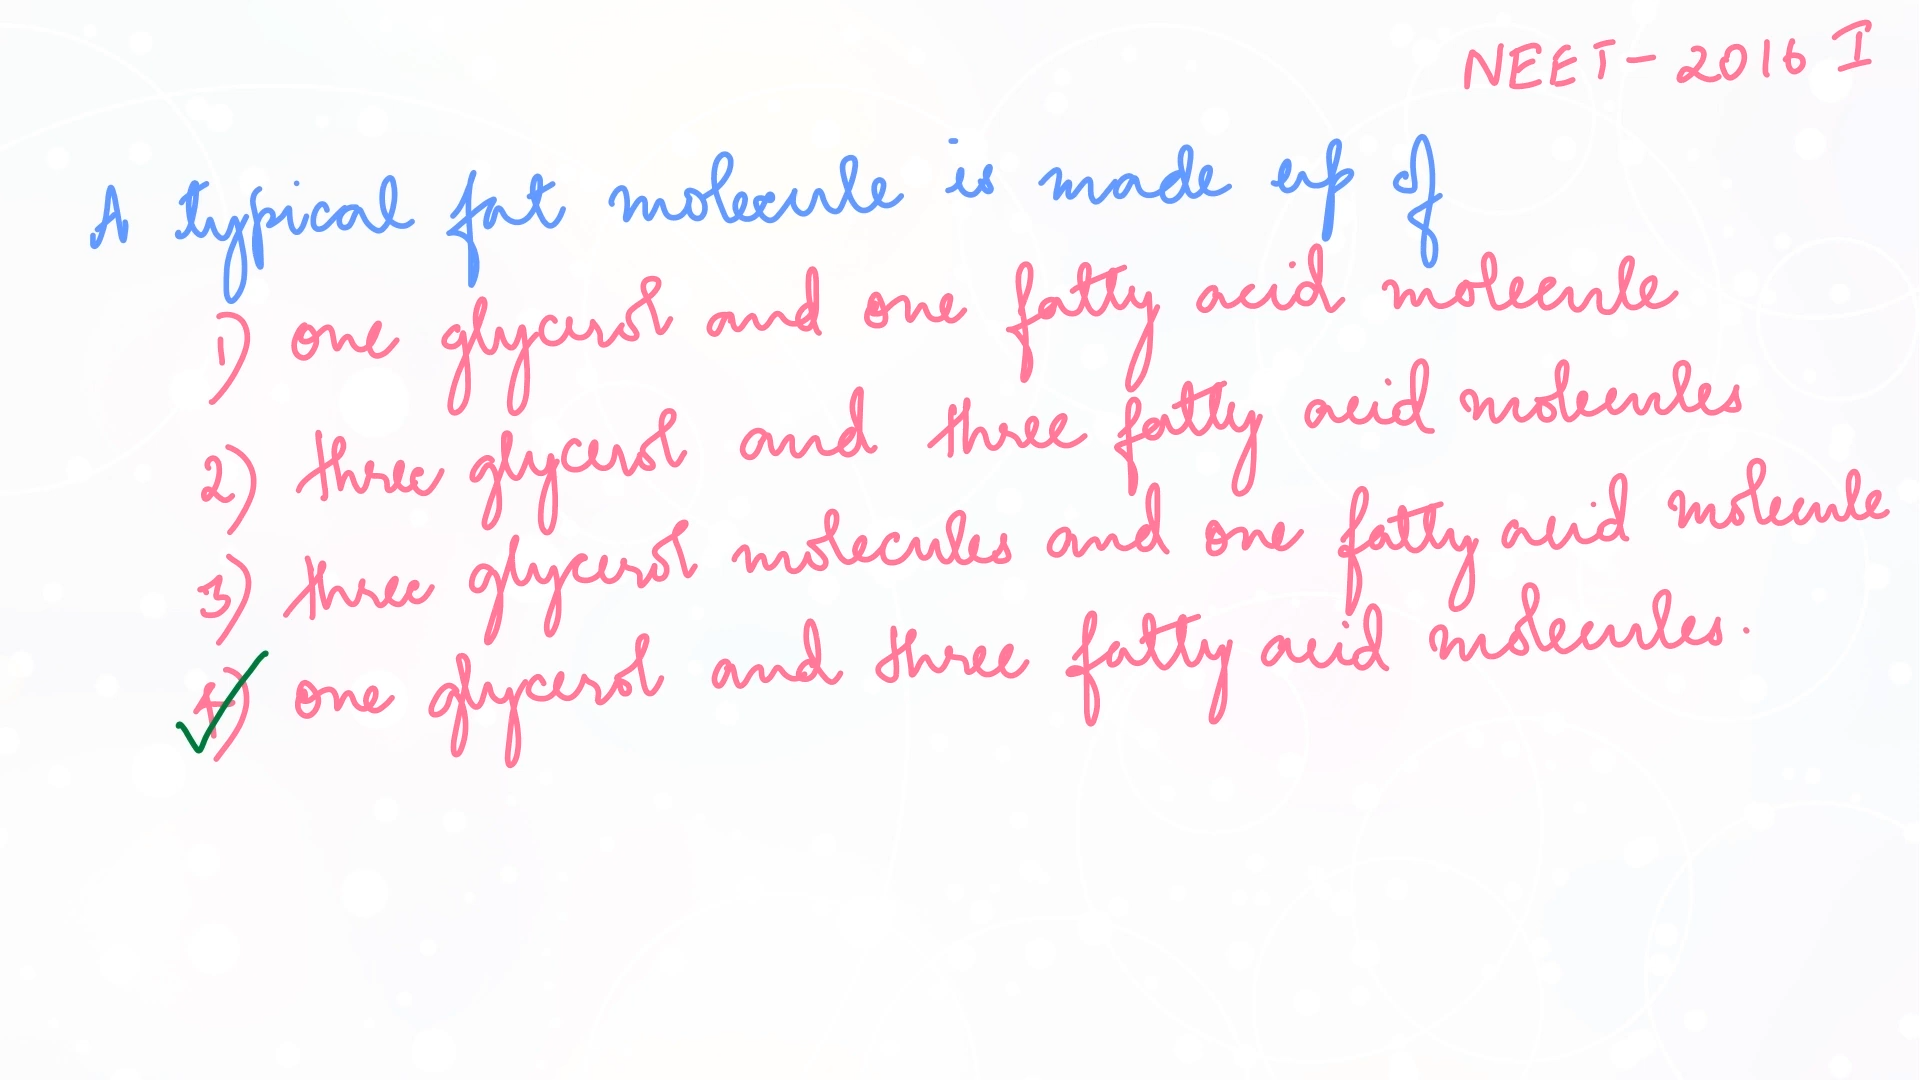 NEET - 2016 I
A typical fat molecule is made up of
1) one glycerol and one fatty acid molecule
2) three glycerol and three fatty acid molecules
3) three glycerol molecules and one fatty acid molecule
4) one glycerol and three fatty acid molecules.